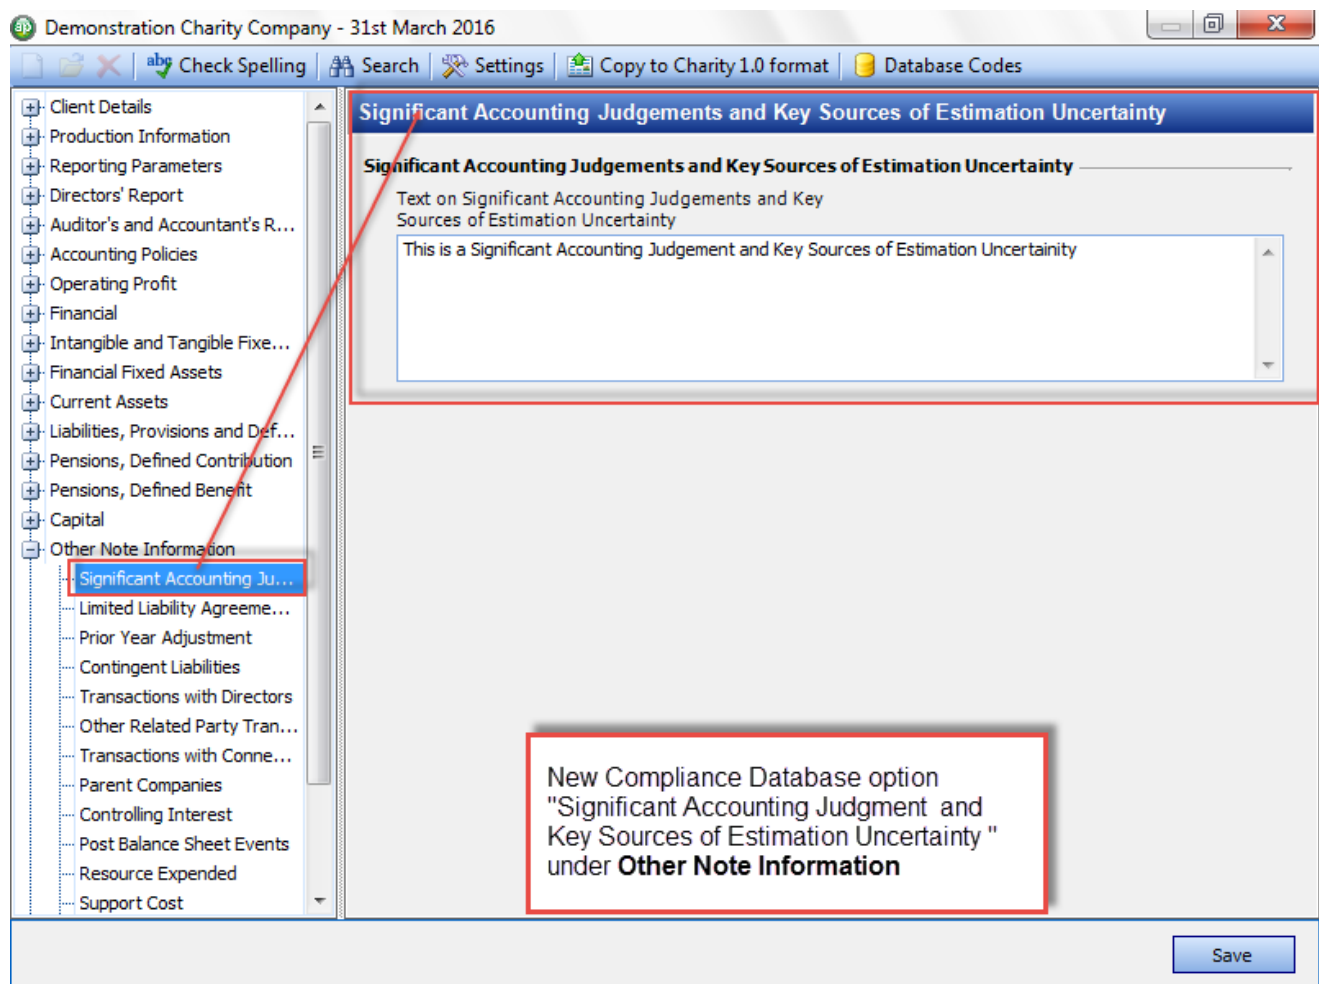 Demonstration Charity Company - 31st March 2016
abc Check Spelling Search Settings Copy to Charity 1.0 format Database Codes
Client Details
Production Information
Reporting Parameters
Directors' Report
Auditor's and Accountant's R...
Accounting Policies
Operating Profit
Financial
Intangible and Tangible Fixe...
Financial Fixed Assets
Current Assets
Liabilities, Provisions and Def...
Pensions, Defined Contribution
Pensions, Defined Benefit
Capital
Other Note Information
Significant Accounting Ju...
Limited Liability Agreeme...
Prior Year Adjustment
Contingent Liabilities
Transactions with Directors
Other Related Party Tran...
Transactions with Conne...
Parent Companies
Controlling Interest
Post Balance Sheet Events
Resource Expended
Support Cost
Significant Accounting Judgements and Key Sources of Estimation Uncertainty
Significant Accounting Judgements and Key Sources of Estimation Uncertainty
Text on Significant Accounting Judgements and Key
Sources of Estimation Uncertainty
This is a Significant Accounting Judgement and Key Sources of Estimation Uncertainity
New Compliance Database option
"Significant Accounting Judgment and
Key Sources of Estimation Uncertainty "
under Other Note Information
Save